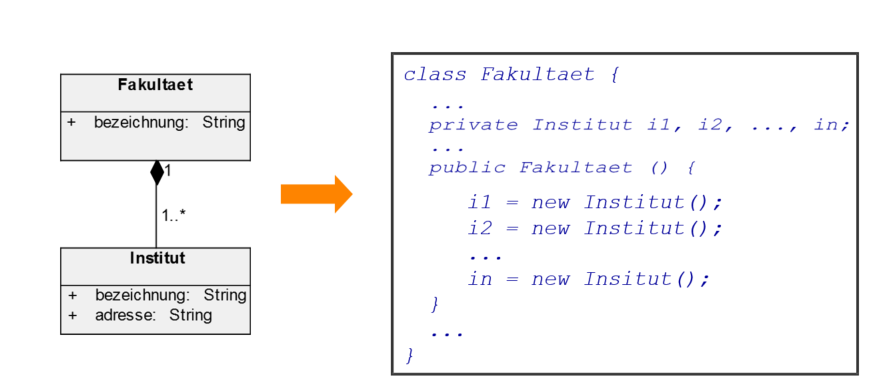 Fakultaet
+ bezeichnung: String
1
1..*
Institut
+ bezeichnung: String
+ adresse: String
class Fakultaet {
...
private Institut i1, i2, ..., in;
...
public Fakultaet () {
i1 = new Institut();
i2 = new Institut();
...
in = new Insitut();
}
...
}